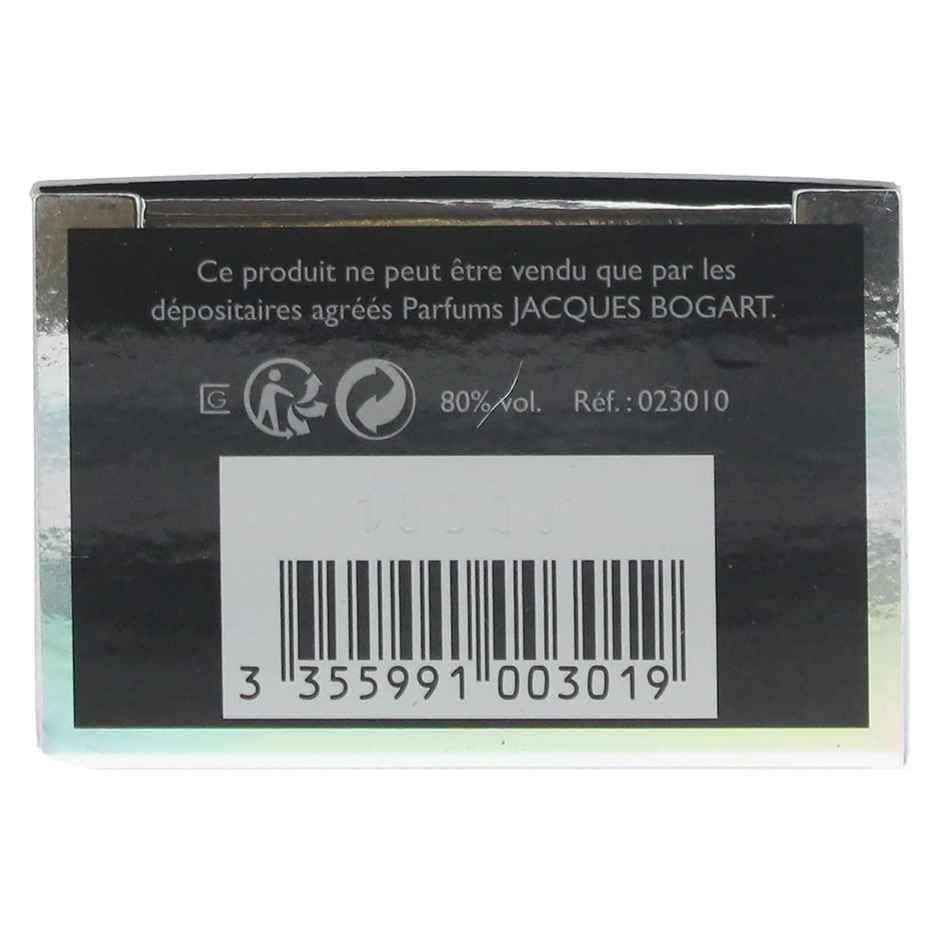 Ce produit ne peut être vendu que par les
dépositaires agréés Parfums JACQUES BOGART.
80% vol. Réf. : 023010
3 355991 003019